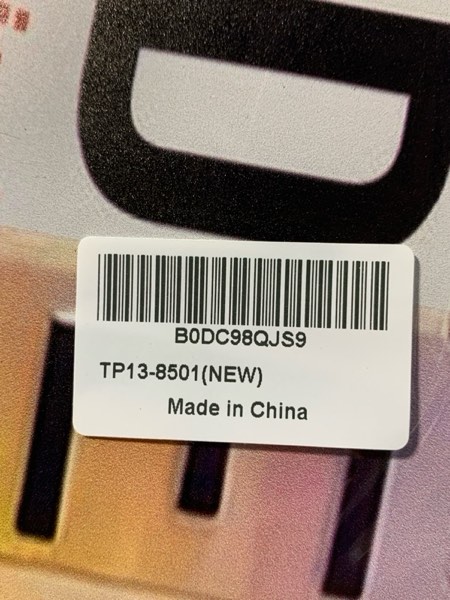 B0DC98QJS9
TP13-8501(NEW)
Made in China